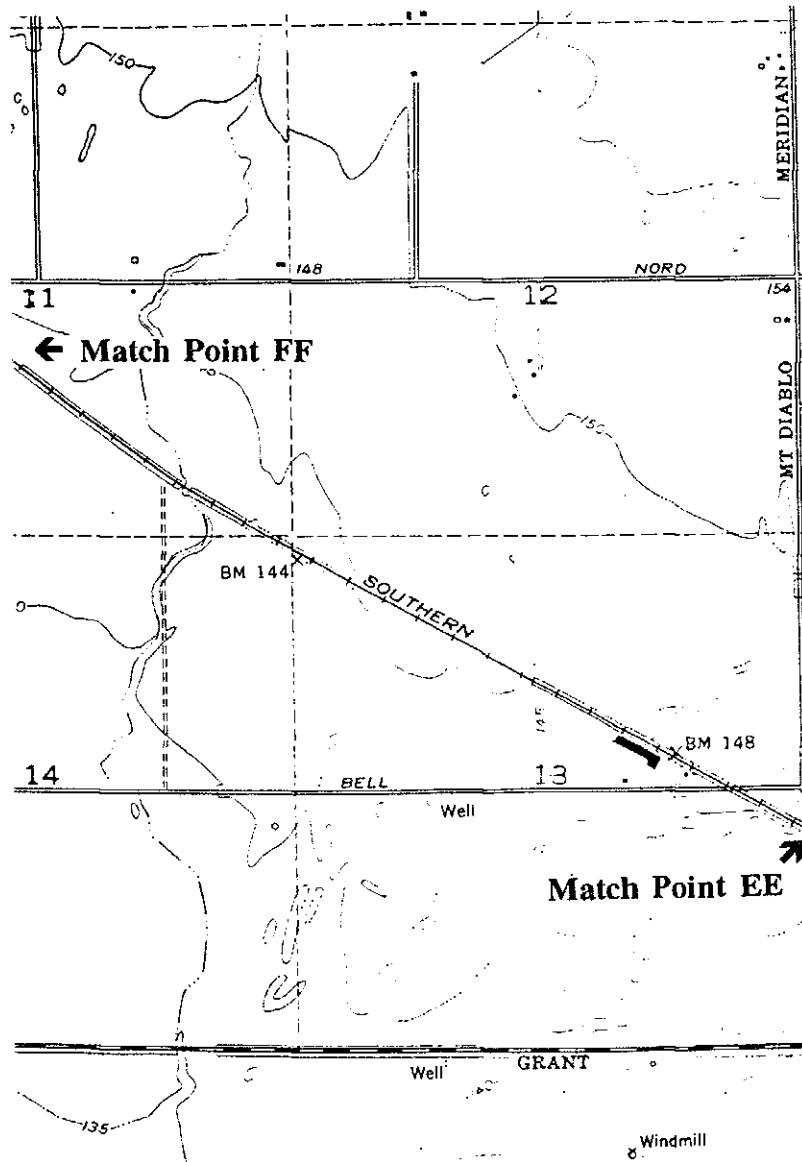 150
MERIDIAN
148
NORD
11
12
154
← Match Point FF
MT DIABLO
150
BM 144
SOUTHERN
145
BM 148
14
13
BELL
Well
Match Point EE
GRANT
Well
135
Windmill